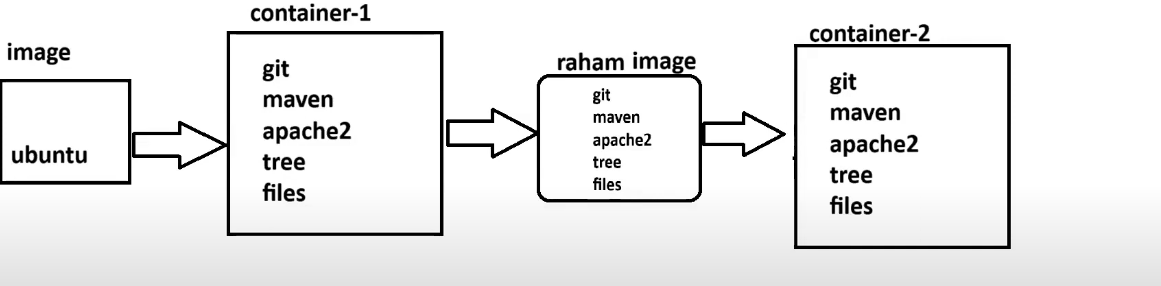 image
ubuntu
container-1
git
maven
apache2
tree
files
raham image
git
maven
apache2
tree
files
container-2
git
maven
apache2
tree
files